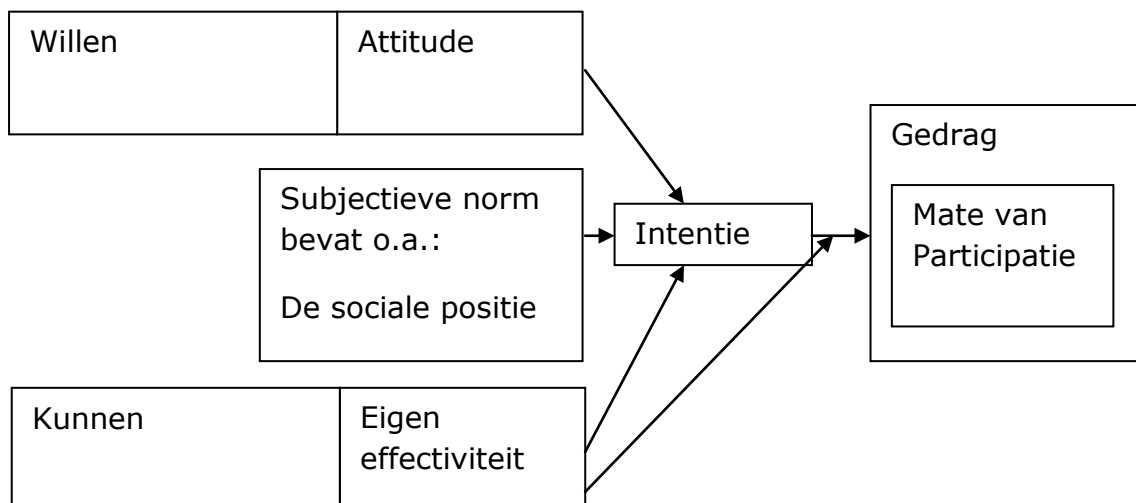 Willen
Attitude
Subjectieve norm
bevat o.a.:
De sociale positie
Intentie
Gedrag
Mate van
Participatie
Kunnen
Eigen
effectiviteit